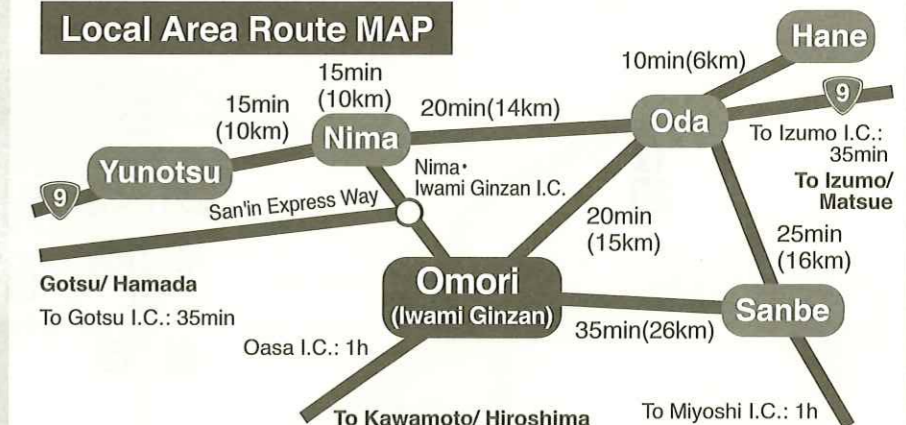 Local Area Route MAP
Hane
10min(6km)
15min
(10km)
15min
(10km)
20min(14km)
9
Oda
Nima
To Izumo I.C.:
35min
Yunotsu
Nima・
Iwami Ginzan I.C.
To Izumo/
Matsue
9
San'in Express Way
20min
(15km)
25min
(16km)
Gotsu/ Hamada
To Gotsu I.C.: 35min
Omori
(Iwami Ginzan)
Sanbe
35min(26km)
Oasa I.C.: 1h
To Kawamoto/ Hiroshima
To Miyoshi I.C.: 1h